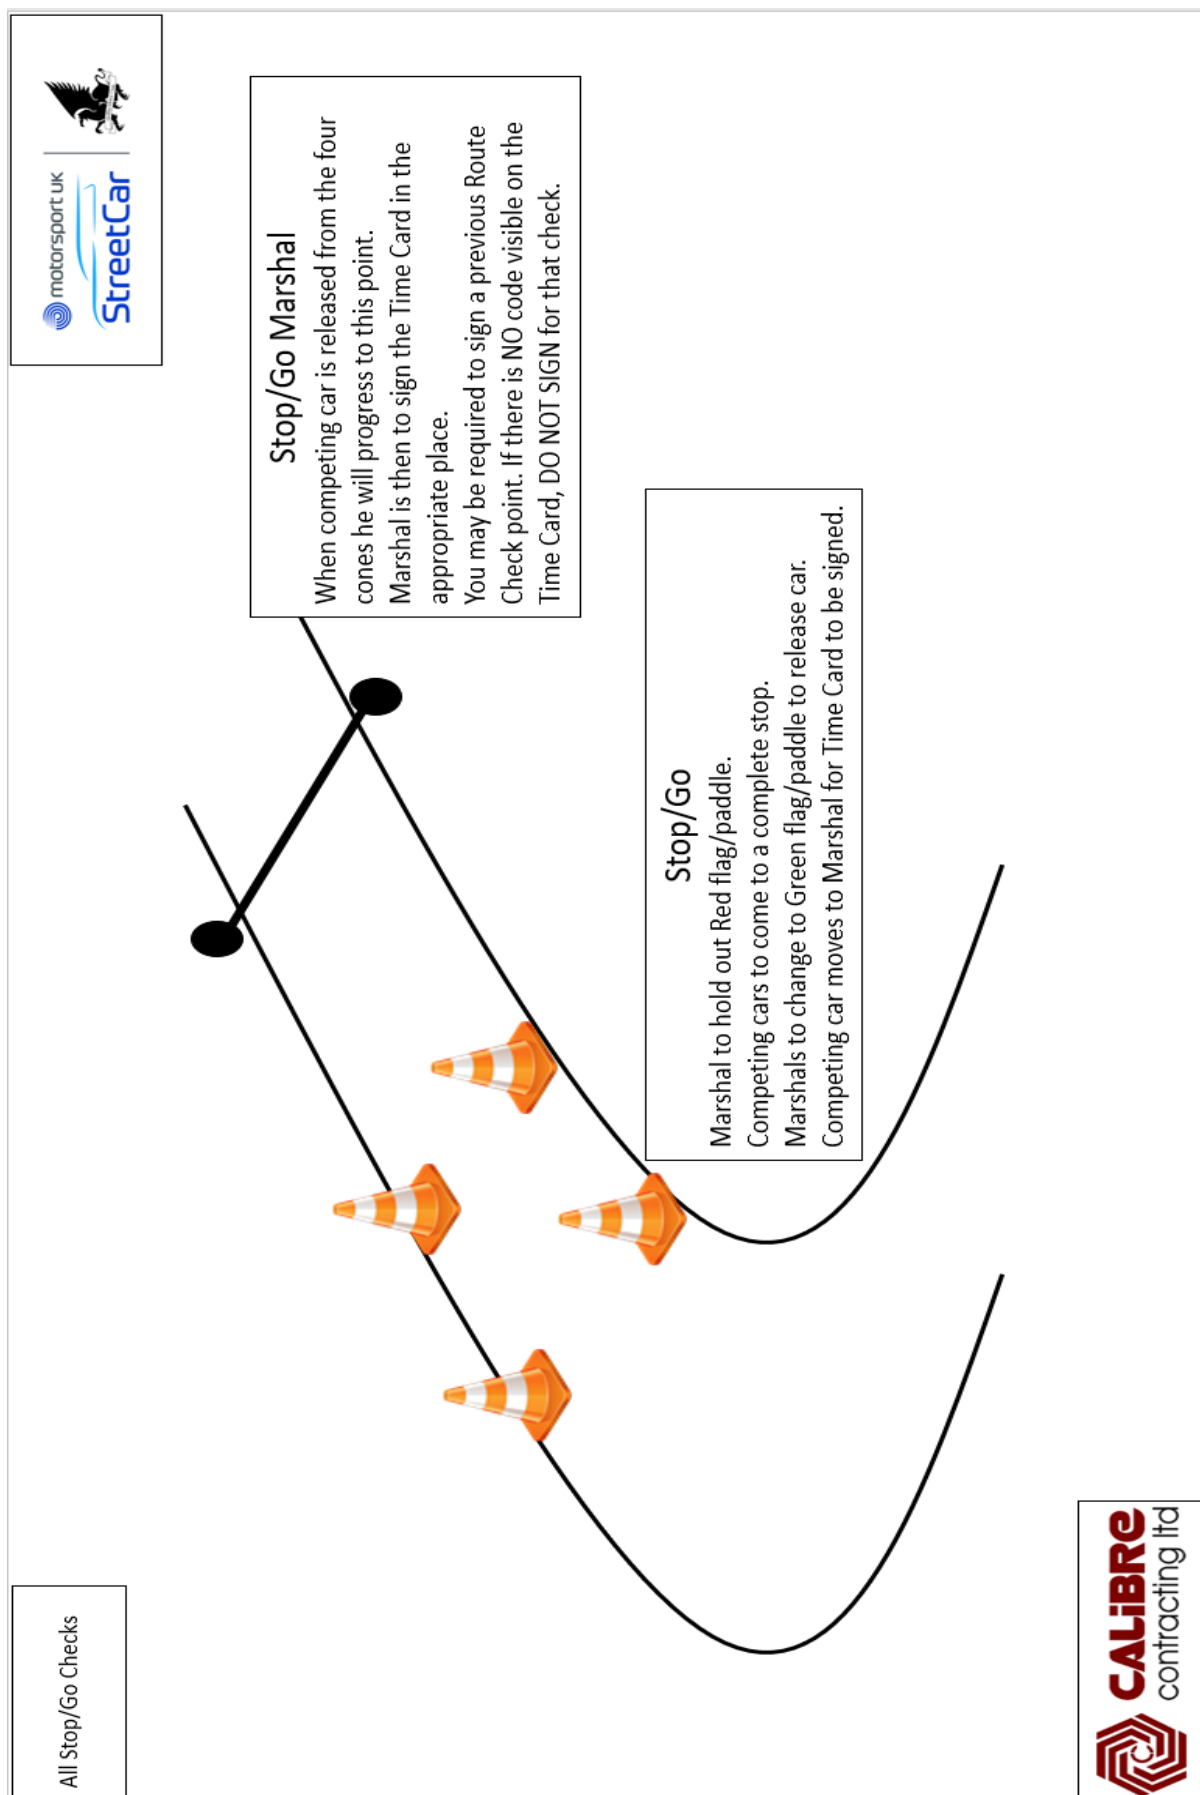 All Stop/Go Checks
motorsport UK
StreetCar
Stop/Go Marshal
When competing car is released from the four
cones he will progress to this point.
Marshal is then to sign the Time Card in the
appropriate place.
You may be required to sign a previous Route
Check point. If there is NO code visible on the
Time Card, DO NOT SIGN for that check.
Stop/Go
Marshal to hold out Red flag/paddle.
Competing cars to come to a complete stop.
Marshals to change to Green flag/paddle to release car.
Competing car moves to Marshal for Time Card to be signed.
CALiBRe
contracting ltd